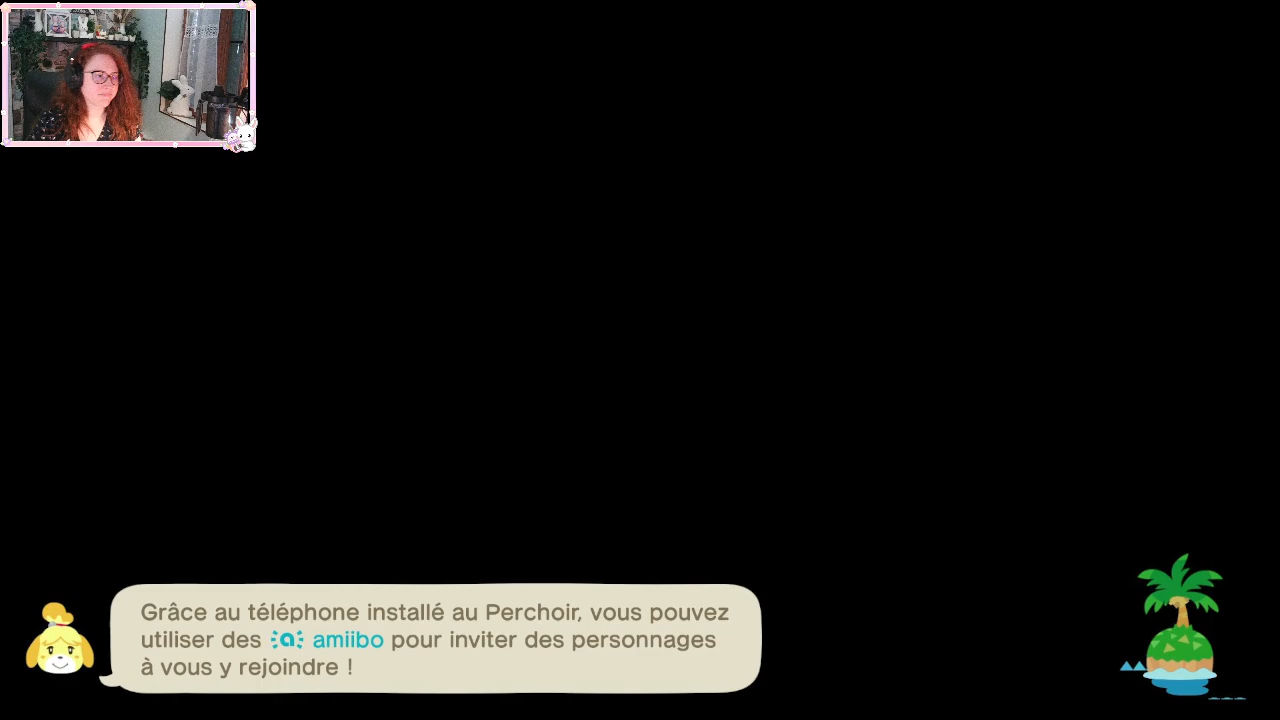 Grâce au téléphone installé au Perchoir, vous pouvez
utiliser des amiibo pour inviter des personnages
à vous y rejoindre !